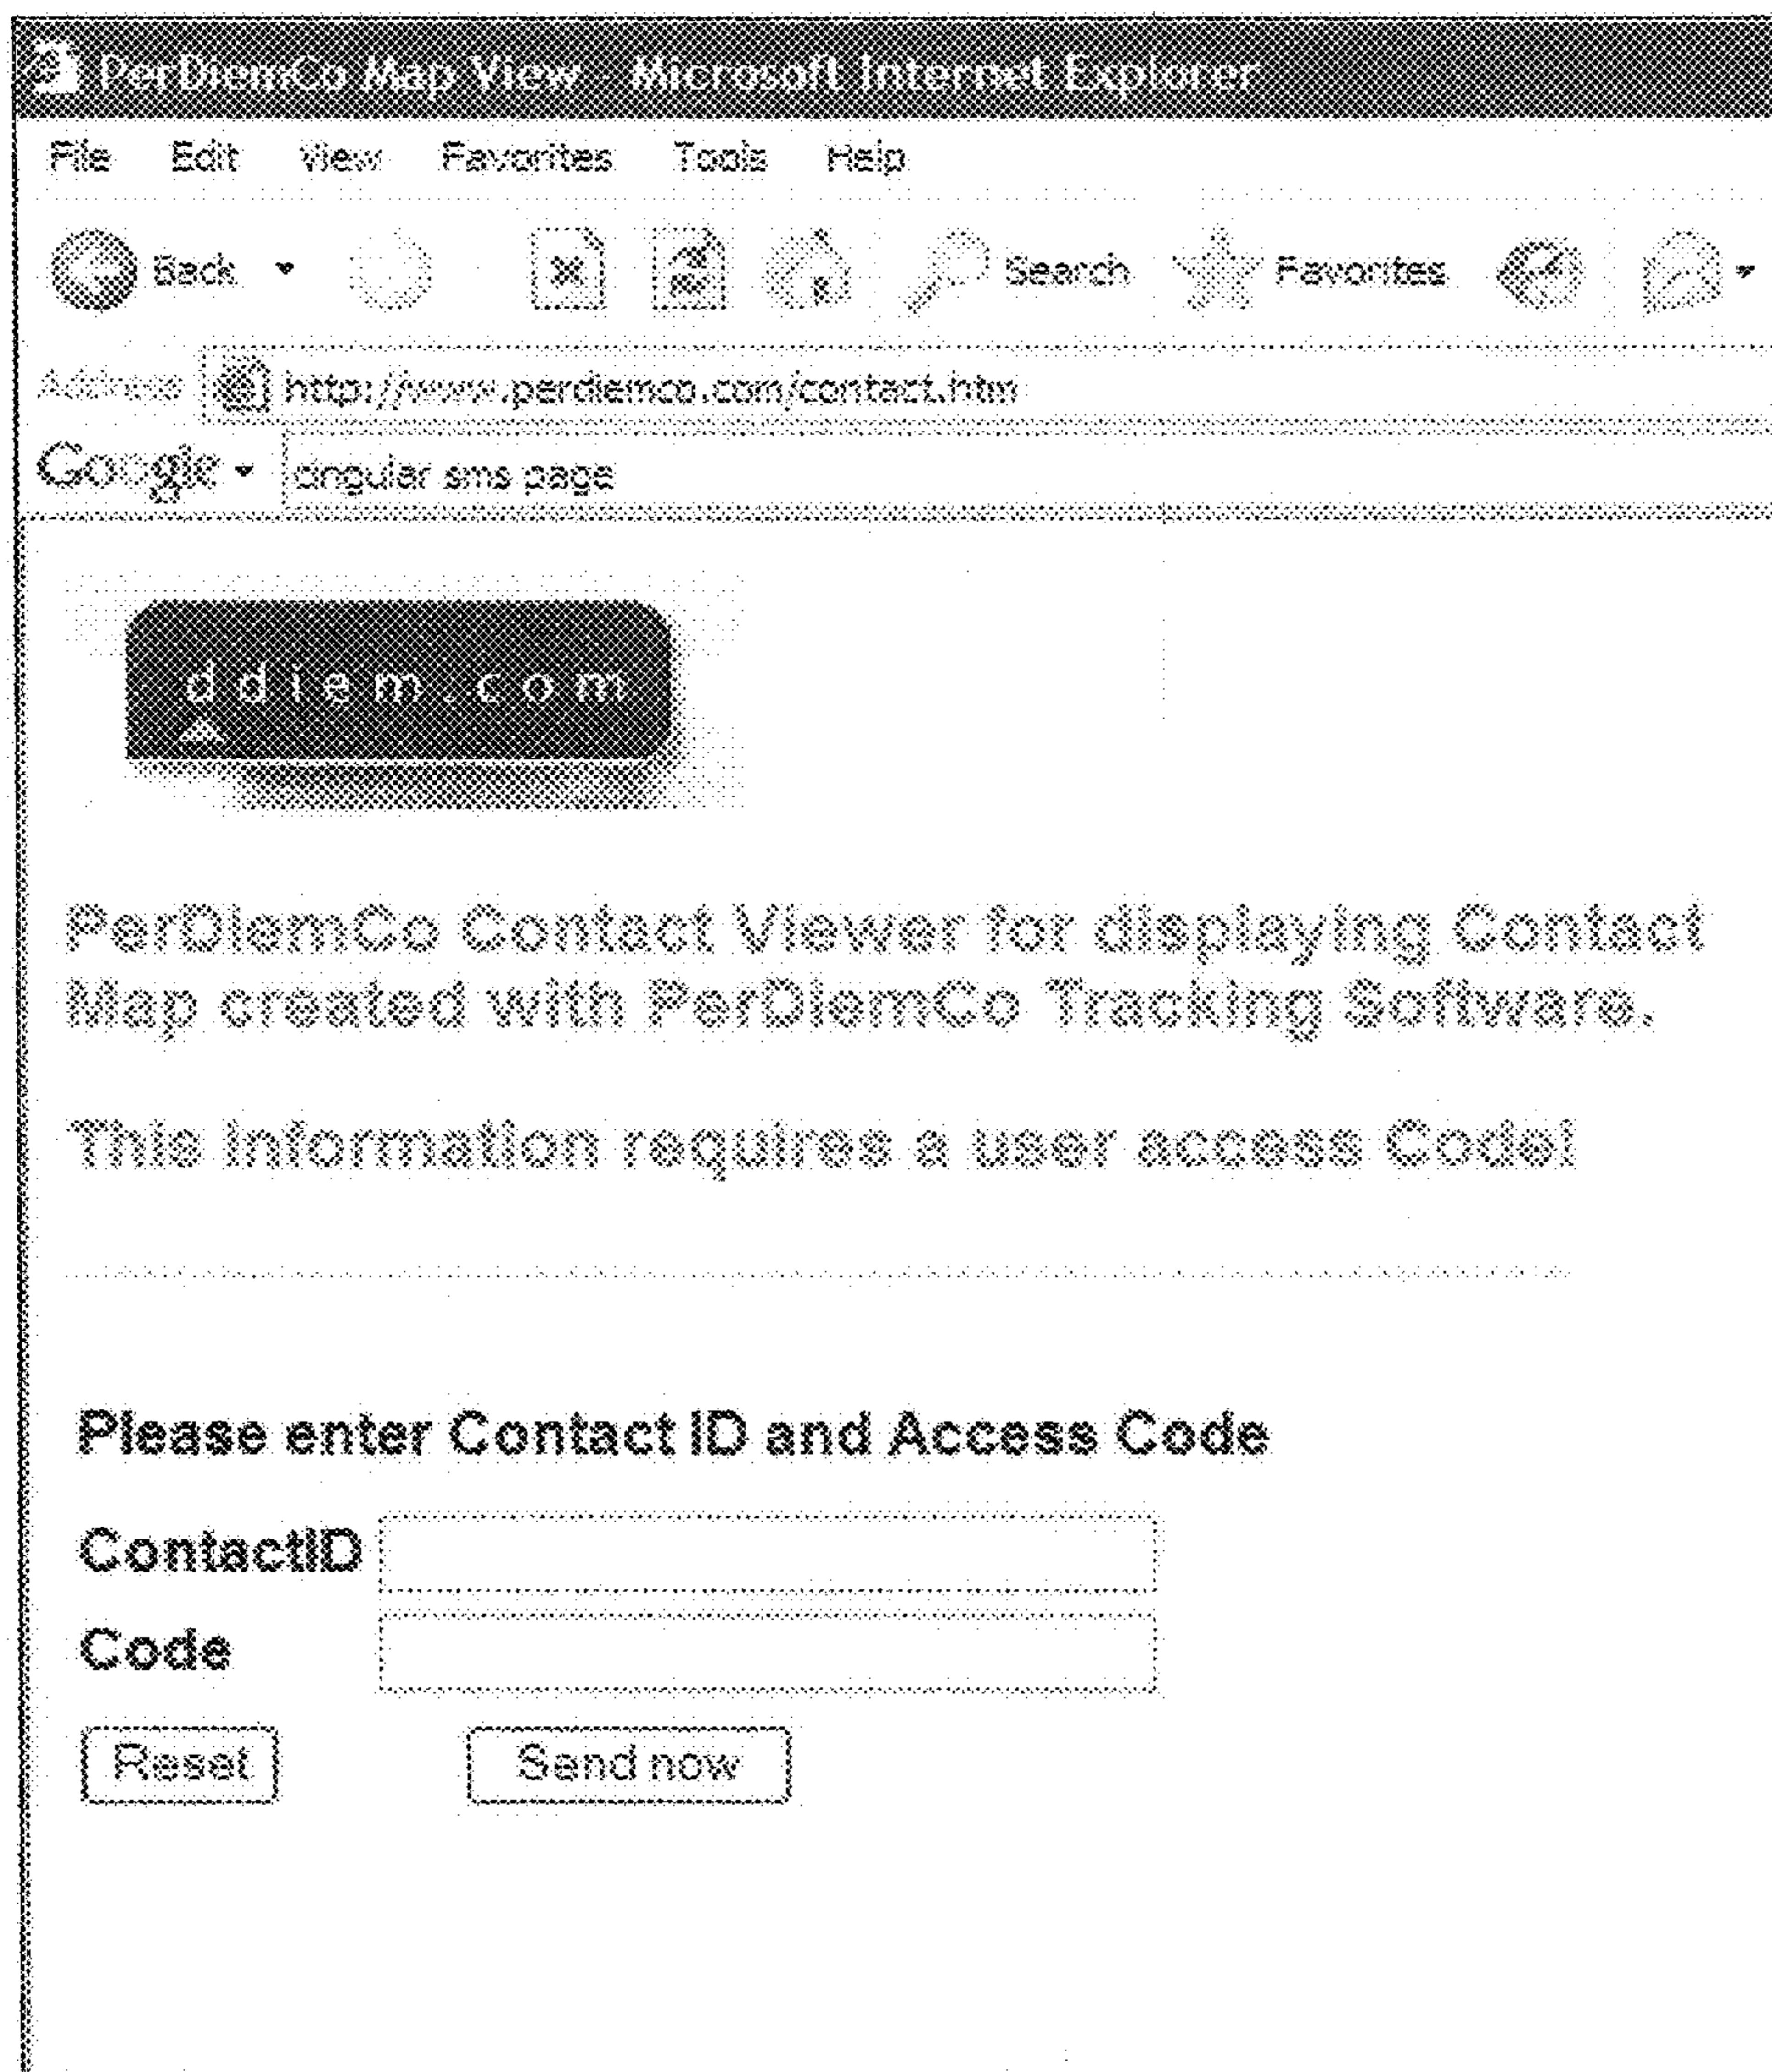 PerDiemCo Map View - Microsoft Internet Explorer
File Edit View Favorites Tools Help
Back Search Favorites
Address http://www.perdiemco.com/contact.htm
Google cingular sms page
ddiem.com
PerDiemCo Contact Viewer for displaying Contact
Map created with PerDiemCo Tracking Software.
This information requires a user access Code!
Please enter Contact ID and Access Code
ContactID
Code
Reset Send now